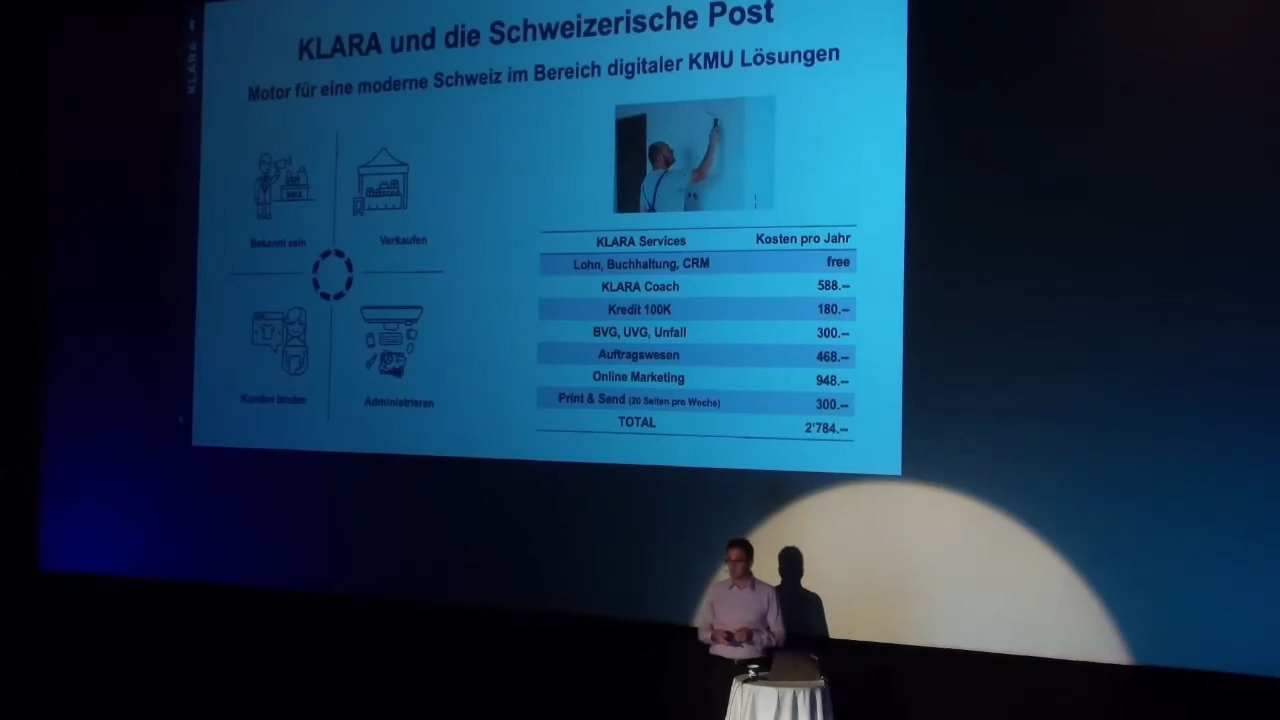 KLARA
KLARA und die Schweizerische Post
Motor für eine moderne Schweiz im Bereich digitaler KMU Lösungen
SALE
Bekannt sein
Verkaufen
Kunden binden
Administrieren
KLARA Services Kosten pro Jahr
Lohn, Buchhaltung, CRM free
KLARA Coach 588.–
Kredit 100K 180.–
BVG, UVG, Unfall 300.–
Auftragswesen 468.–
Online Marketing 948.–
Print & Send (20 Seiten pro Woche) 300.–
TOTAL 2'784.–